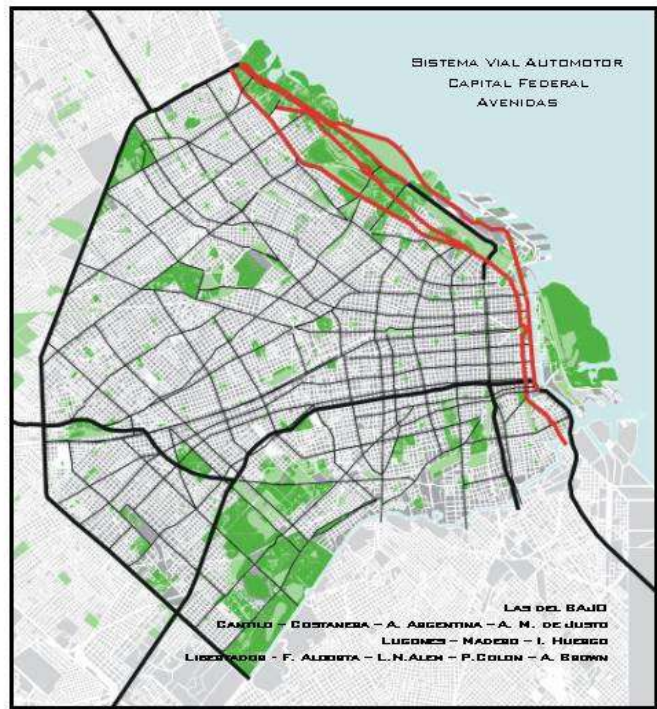 SISTEMA VIAL AUTOMOTOR
CAPITAL FEDERAL
AVENIDAS
LAS DEL BAJO
CANTILO – COSTANERA – A. ARGENTINA – A. M. DE JUSTO
LUGONES – MADERO – I. HUERGO
LIBERTADOR - F. ALCORTA – L.N.ALEM – P.COLON – A. BROWN